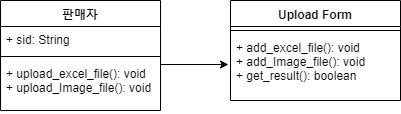 판매자
+ sid: String
+ upload_excel_file(): void
+ upload_Image_file(): void
Upload Form
+ add_excel_file(): void
+ add_Image_file(): void
+ get_result(): boolean